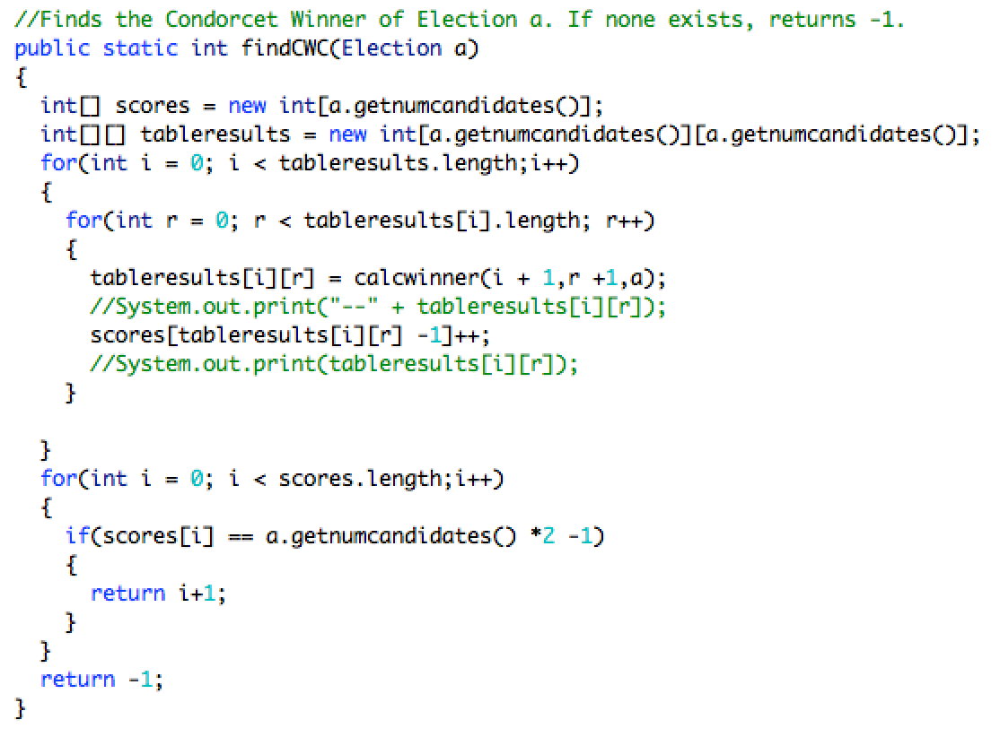 //Finds the Condorcet Winner of Election a. If none exists, returns -1.
public static int findCWC(Election a)
{
  int[] scores = new int[a.getnumcandidates()];
  int[][] tableresults = new int[a.getnumcandidates()][a.getnumcandidates()];
  for(int i = 0; i < tableresults.length;i++)
  {
    for(int r = 0; r < tableresults[i].length; r++)
    {
      tableresults[i][r] = calcwinner(i + 1,r +1,a);
      //System.out.print("--" + tableresults[i][r]);
      scores[tableresults[i][r] -1]++;
      //System.out.print(tableresults[i][r]);
    }
  }
  for(int i = 0; i < scores.length;i++)
  {
    if(scores[i] == a.getnumcandidates() *2 -1)
    {
      return i+1;
    }
  }
  return -1;
}